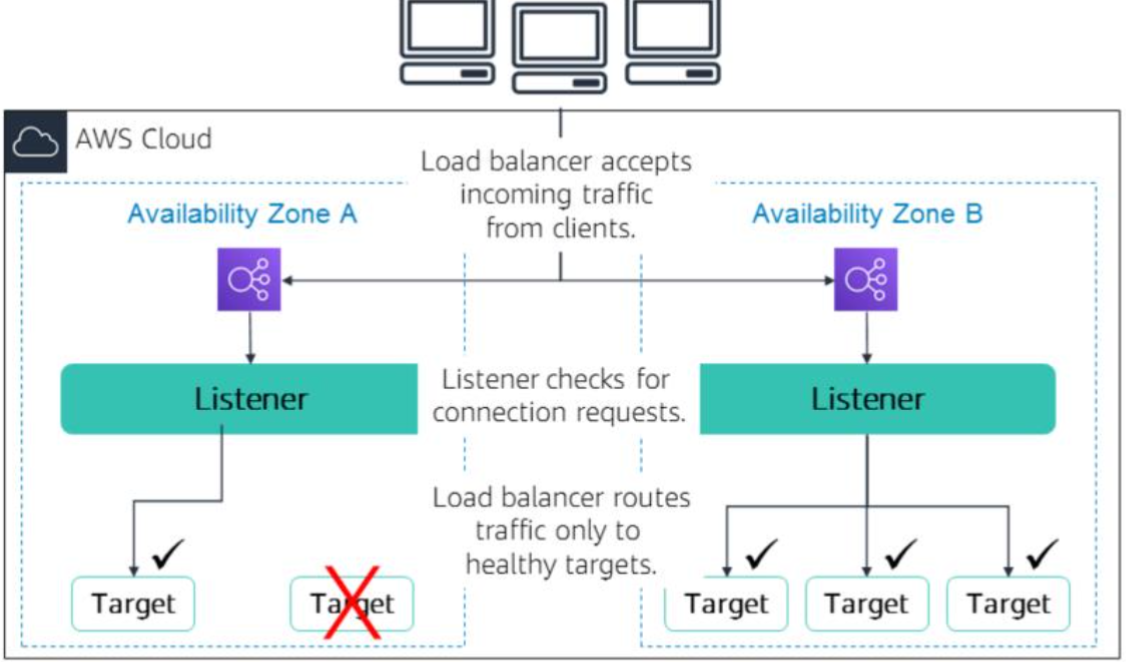 AWS Cloud
Load balancer accepts
incoming traffic
from clients.
Availability Zone A
Availability Zone B
Listener
Listener checks for
connection requests.
Listener
Load balancer routes
traffic only to
healthy targets.
Target
Target
Target
Target
Target